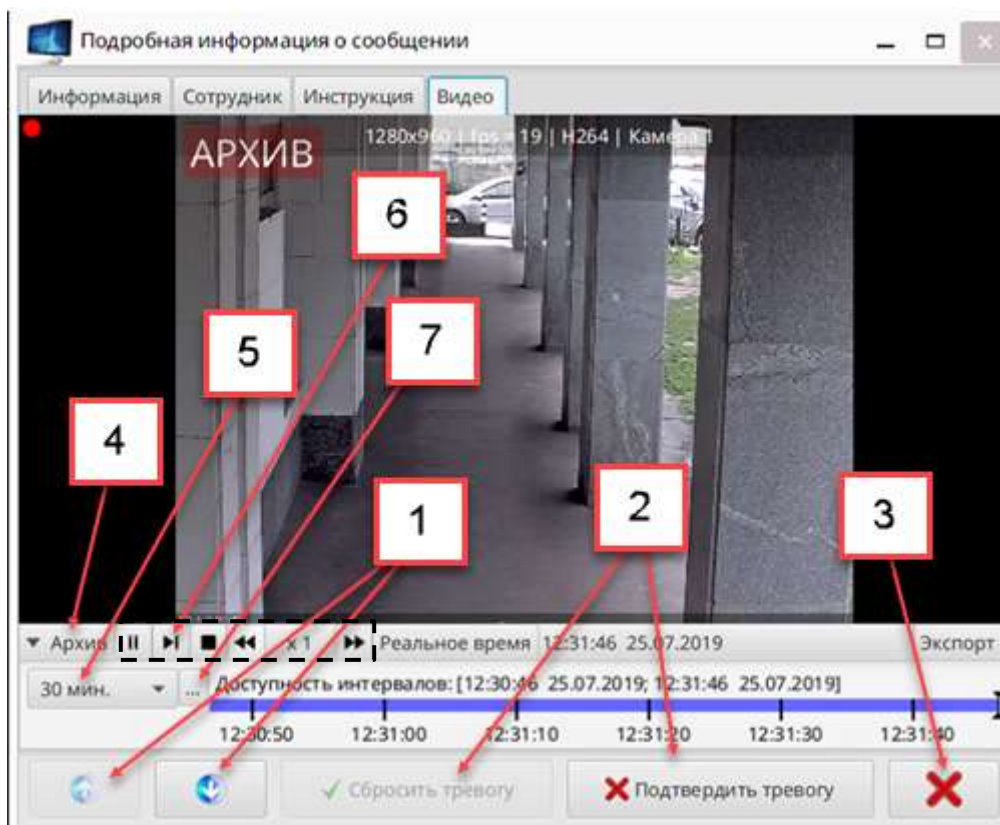 Подробная информация о сообщении
Информация Сотрудник Инструкция Видео
АРХИВ
1280x960 | fps = 19 | H264 | Камера 1
6
5
7
4
1
2
3
Архив x 1 Реальное время 12:31:46 25.07.2019 Экспорт
30 мин. ... Доступность интервалов: [12:30:46 25.07.2019; 12:31:46 25.07.2019]
12:30:50 12:31:00 12:31:10 12:31:20 12:31:30 12:31:40
Сбросить тревогу Подтвердить тревогу